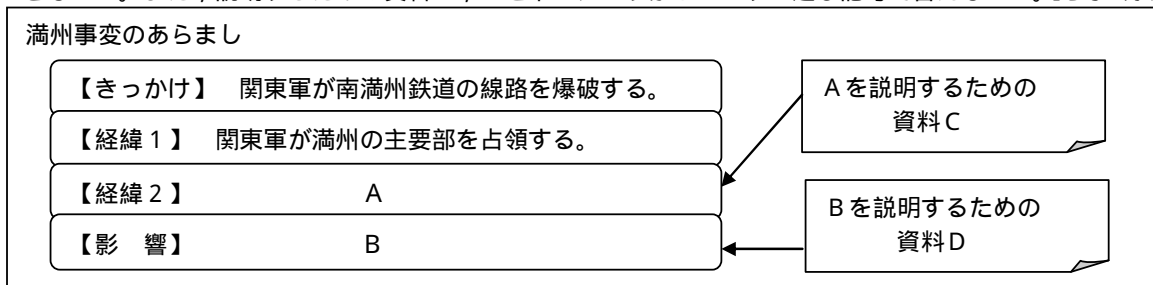 満州事変のあらまし
【きっかけ】 関東軍が南満州鉄道の線路を爆破する。
【経緯1】 関東軍が満州の主要部を占領する。
【経緯2】 A
【影 響】 B
Aを説明するための
資料C
Bを説明するための
資料D